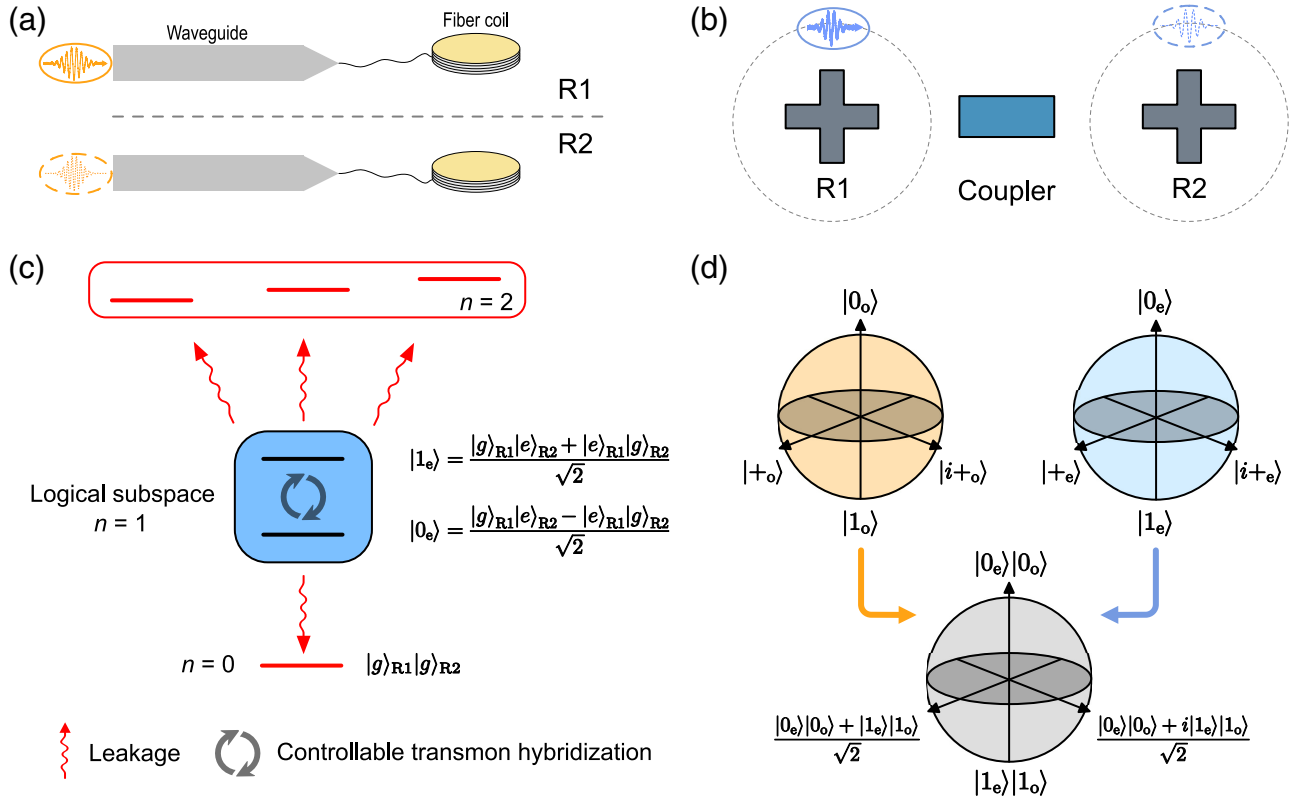 (a)
Waveguide
Fiber coil
R1
R2
(b)
R1
Coupler
R2
(c)
n = 2
Logical subspace
n = 1
|1ₑ⟩ = |g⟩R1|e⟩R2 + |e⟩R1|g⟩R2 / √2
|0ₑ⟩ = |g⟩R1|e⟩R2 − |e⟩R1|g⟩R2 / √2
n = 0
|g⟩R1|g⟩R2
Leakage
Controllable transmon hybridization
(d)
|0ₒ⟩
|+ₒ⟩
|i+ₒ⟩
|1ₒ⟩
|0ₑ⟩
|+ₑ⟩
|i+ₑ⟩
|1ₑ⟩
|0ₑ⟩|0ₒ⟩
|0ₑ⟩|0ₒ⟩ + |1ₑ⟩|1ₒ⟩ / √2
|0ₑ⟩|0ₒ⟩ + i|1ₑ⟩|1ₒ⟩ / √2
|1ₑ⟩|1ₒ⟩